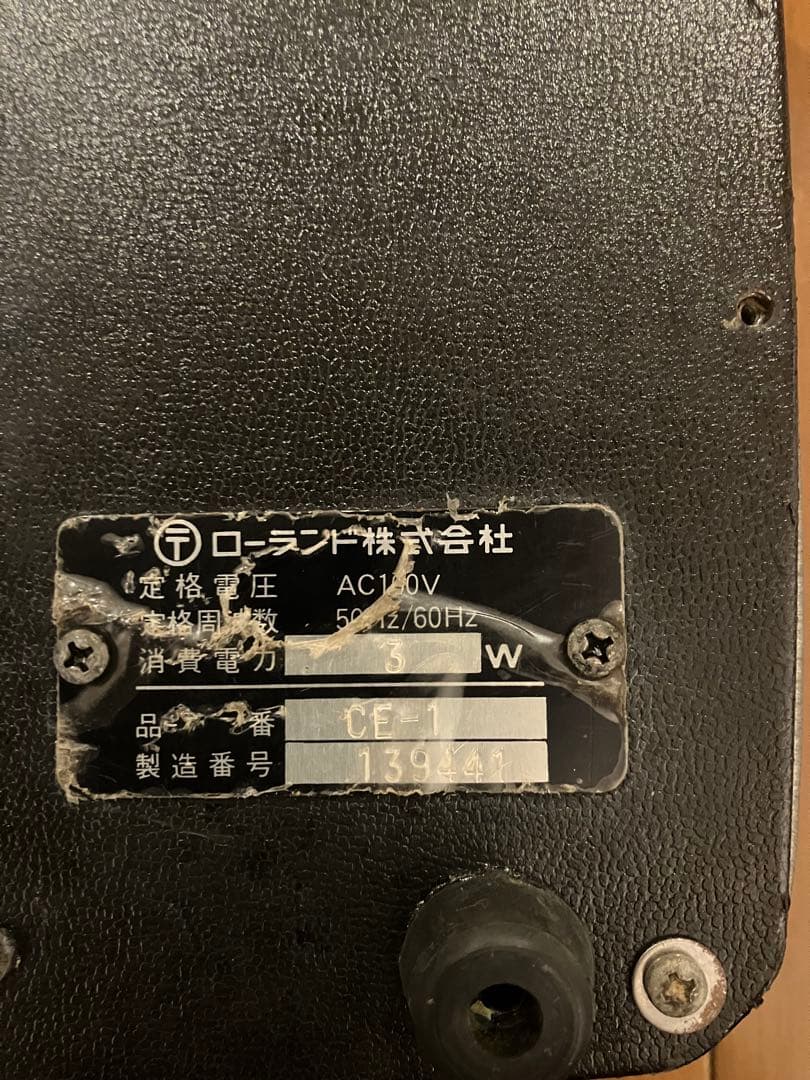 〒 ローランド株式会社
定格電圧 AC100V
定格周波数 50Hz/60Hz
消費電力 3 W
品 番 CE-1
製造番号 139441